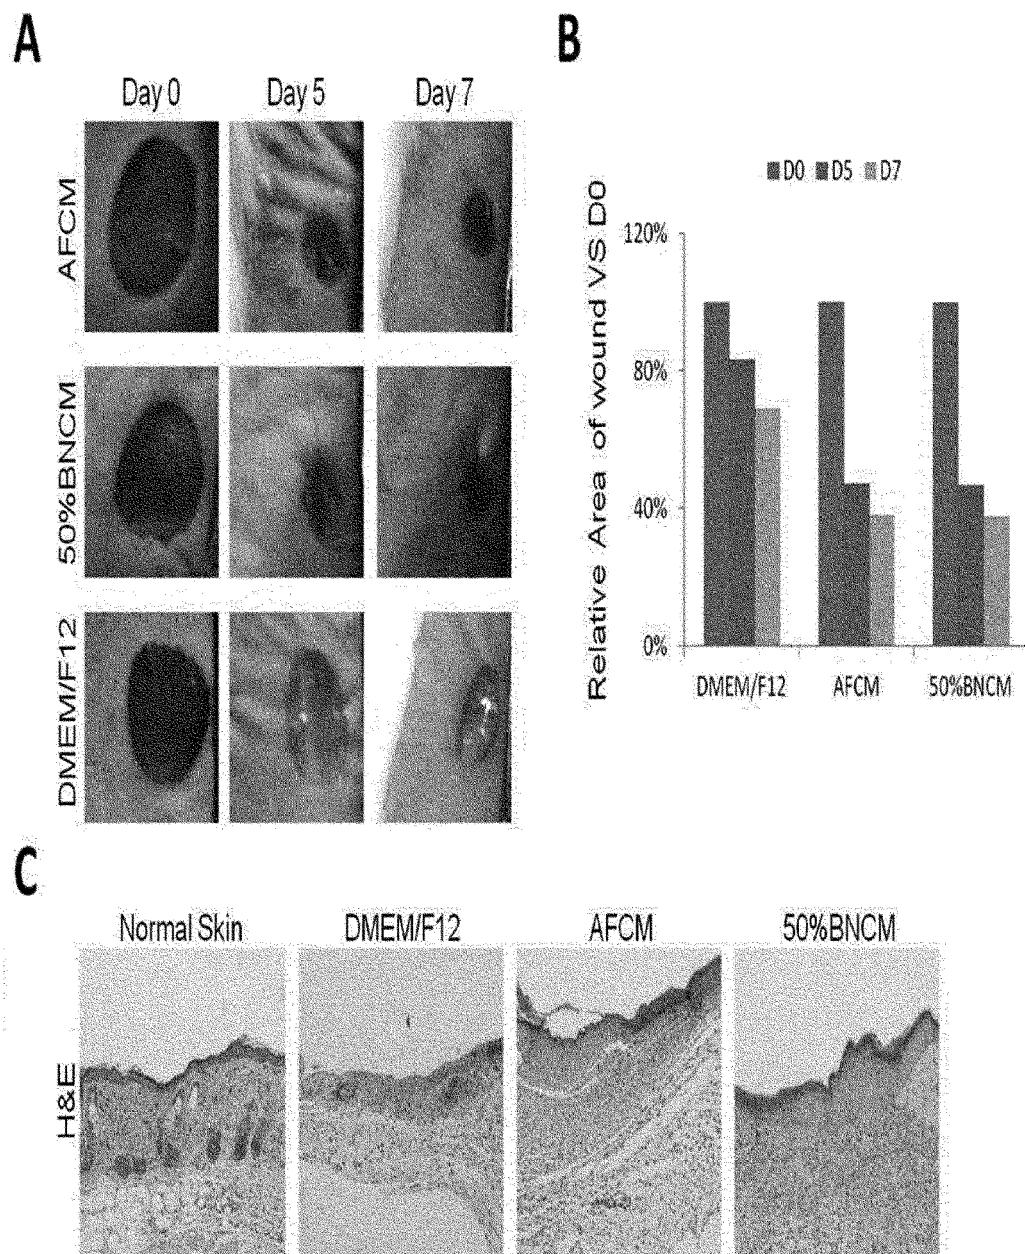 A
Day 0 Day 5 Day 7
AFCM
50%BNCM
DMEM/F12
B
D0 D5 D7
Relative Area of wound VS D0
120%
80%
40%
0%
DMEM/F12 AFCM 50%BNCM
C
Normal Skin DMEM/F12 AFCM 50%BNCM
H&E